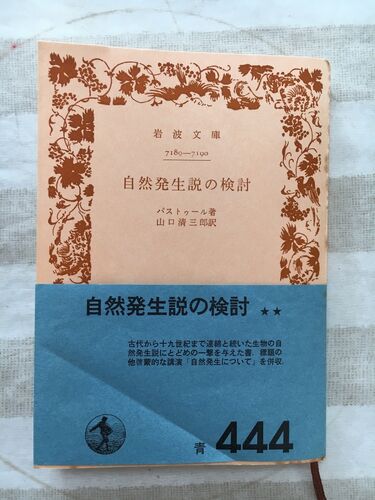 岩波文庫
7189—7190
自然発生説の検討
パストゥール著
山口清三郎訳
自然発生説の検討 ★★
古代から十九世紀まで連綿と続いた生物の自
然発生説にとどめの一撃を与えた書．標題の
他啓蒙的な講演「自然発生について」を併収．
青 444